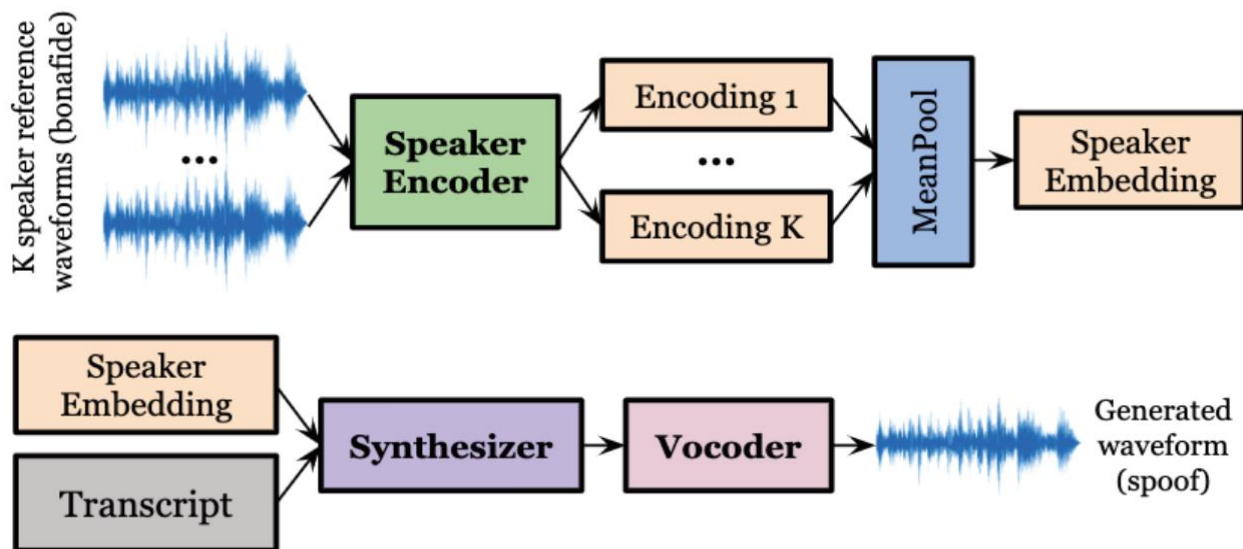 K speaker reference
waveforms (bonafide)
...
Speaker
Encoder
Encoding 1
...
Encoding K
MeanPool
Speaker
Embedding
Speaker
Embedding
Transcript
Synthesizer
Vocoder
Generated
waveform
(spoof)